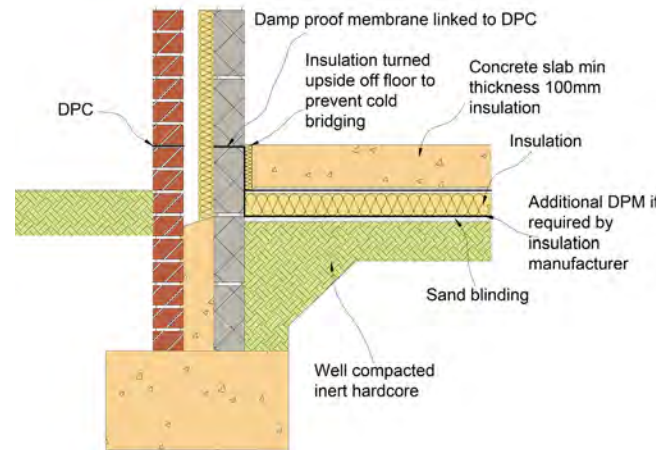 Damp proof membrane linked to DPC
Insulation turned
upside off floor to
prevent cold
bridging
Concrete slab min
thickness 100mm
insulation
DPC
Insulation
Additional DPM if
required by
insulation
manufacturer
Sand blinding
Well compacted
inert hardcore